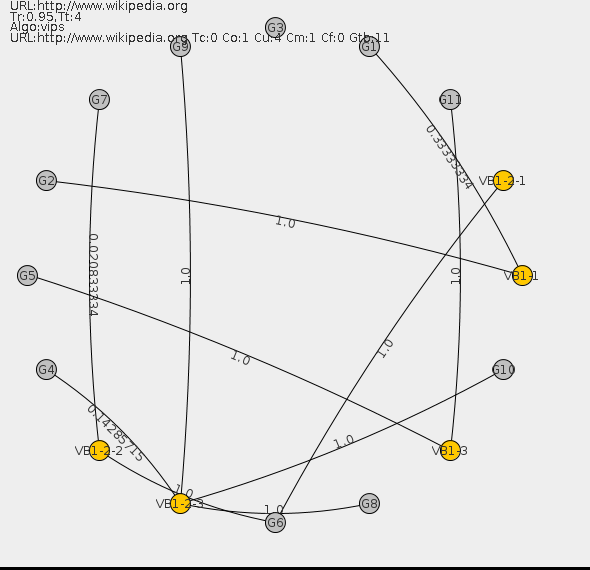 URL:http://www.wikipedia.org
Tr:0.95,Tt:4
Algo:vips
URL:http://www.wikipedia.org Tc:0 Co:1 Cu:4 Cm:1 Cf:0 Gtb:11
G3
G9
G1
G7
G11
0.33333334
G2
VB1-2-1
1.0
G5
0.020833334
1.0
1.0
VB1-1
1.0
1.0
G4
G10
0.14285715
1.0
VB1-2-2
VB1-3
1.0
VB1-2-3
1.0
G8
G6